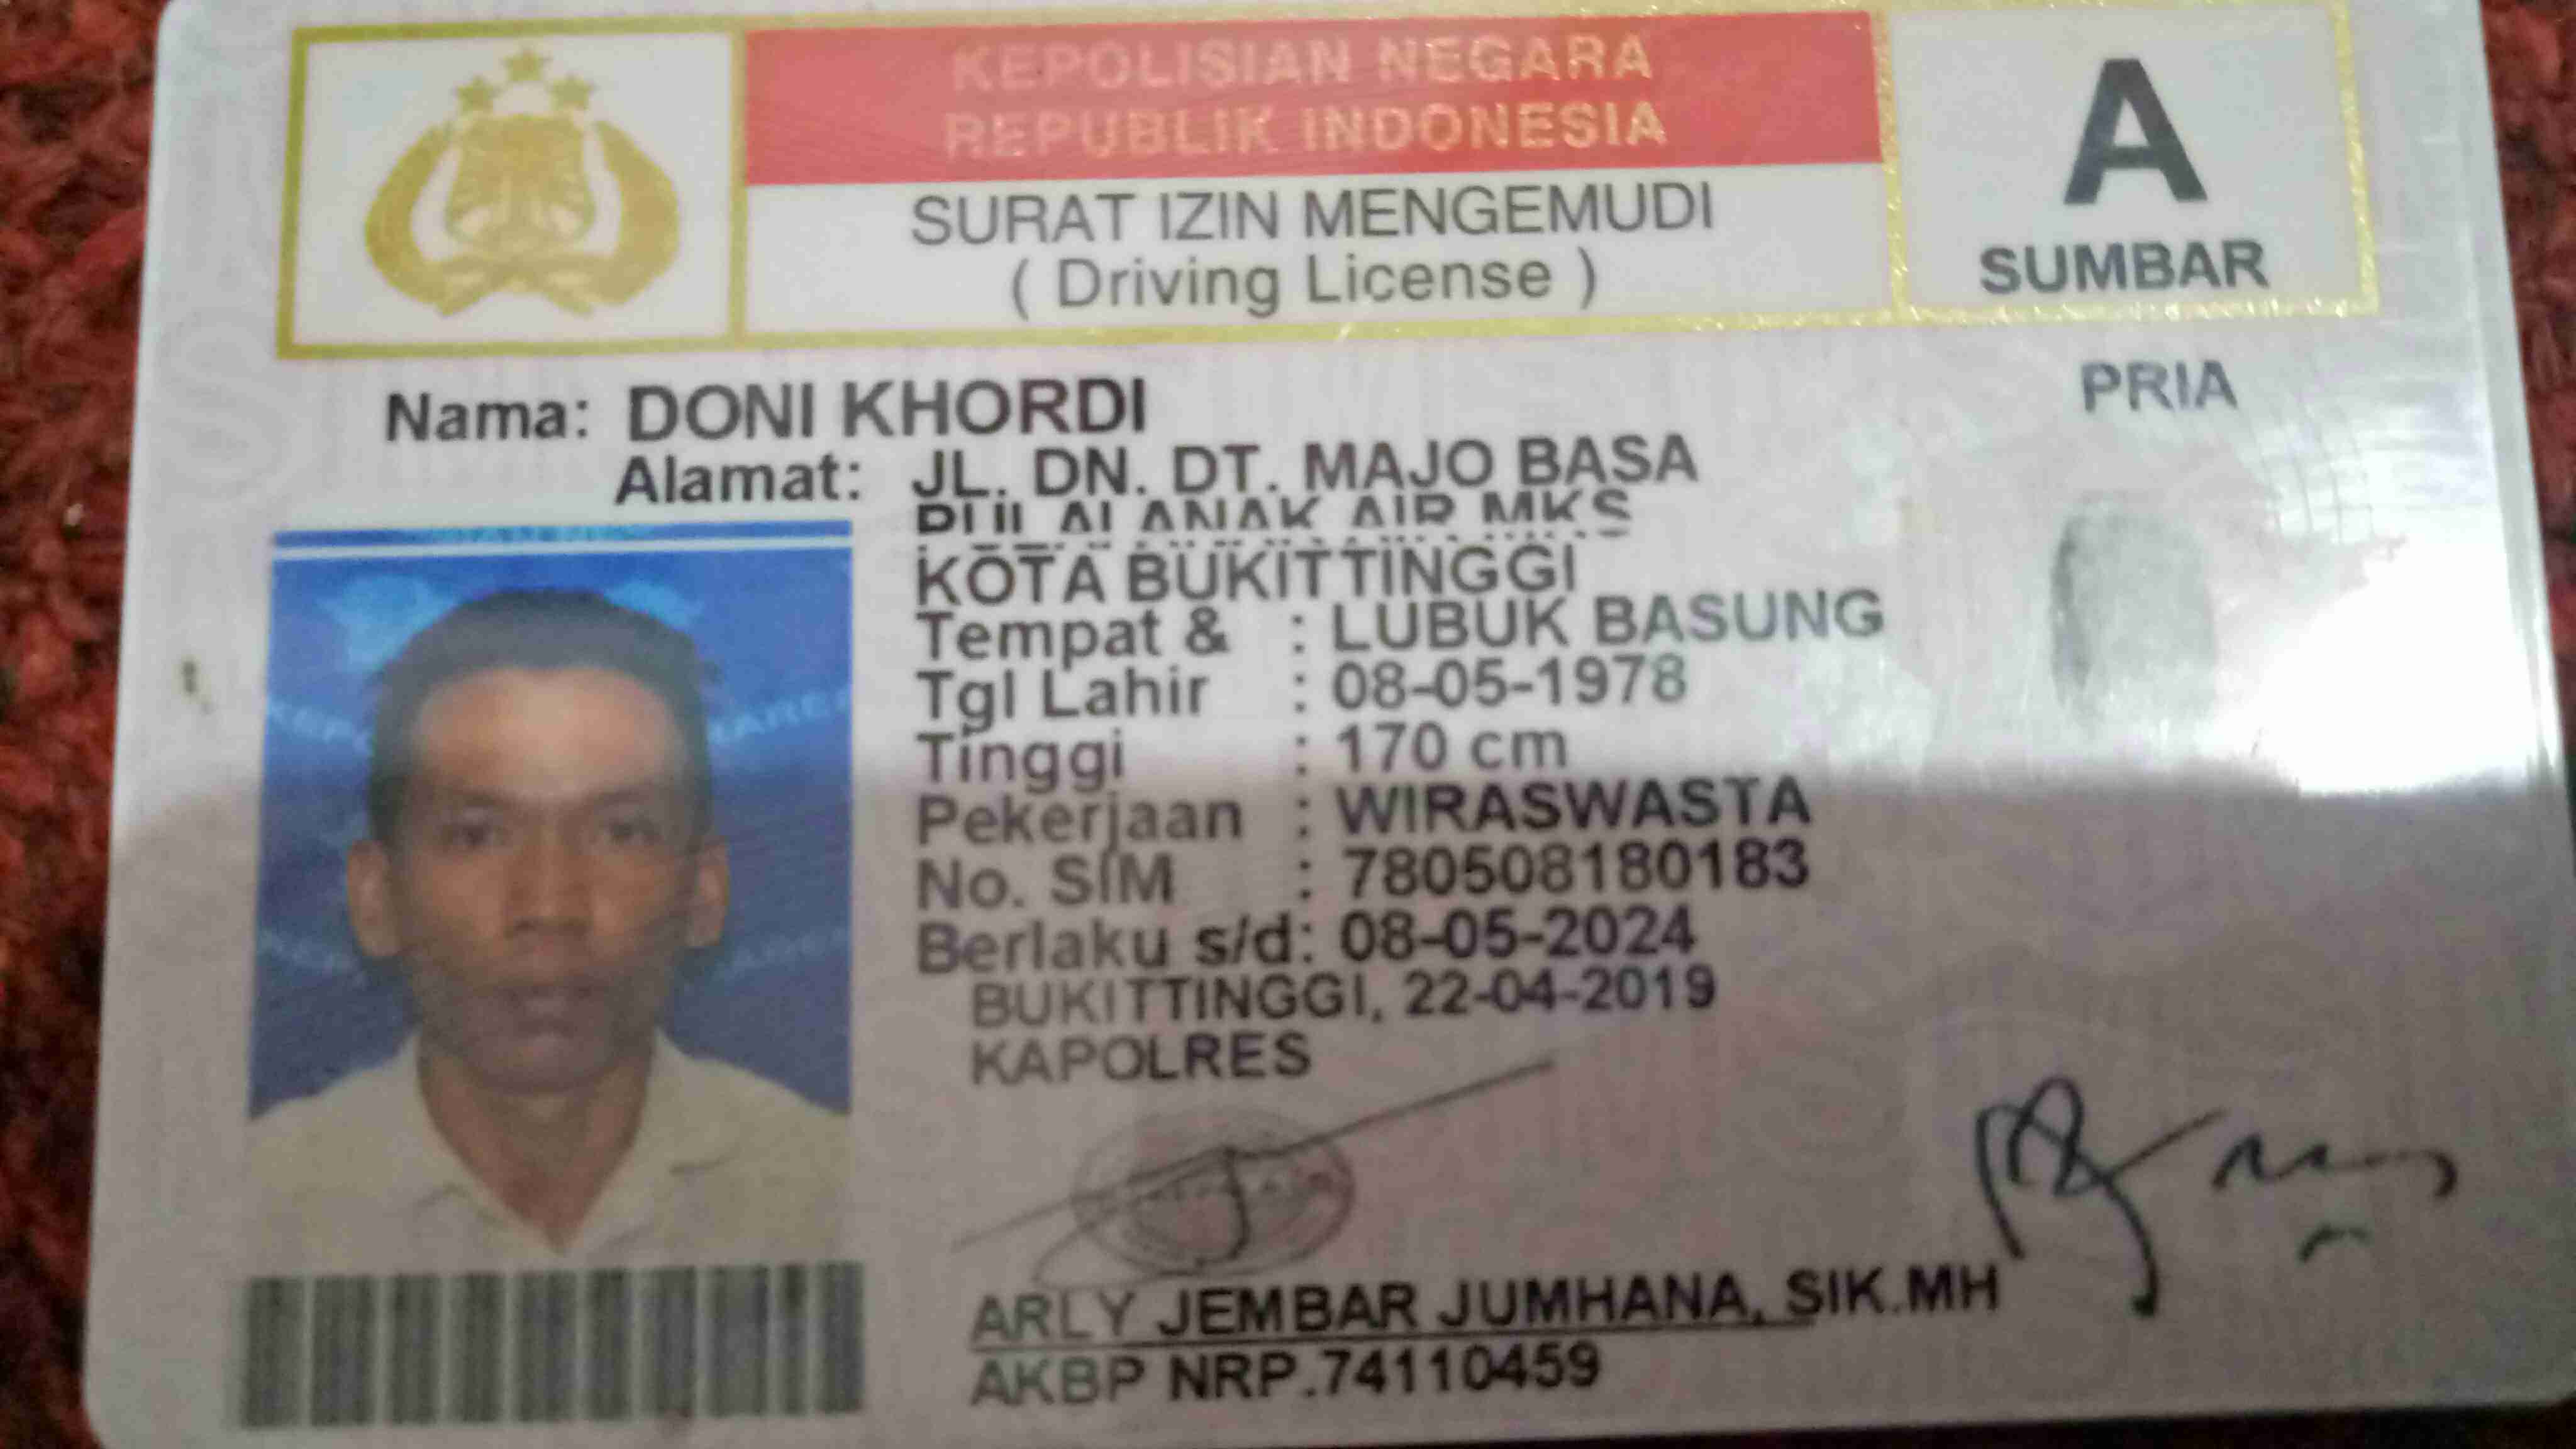 KEPOLISIAN NEGARA
REPUBLIK INDONESIA
SURAT IZIN MENGEMUDI
( Driving License )
A
SUMBAR
PRIA
Nama: DONI KHORDI
Alamat: JL. DN. DT. MAJO BASA
ANAK AIR MKS
KOTA BUKITTINGGI
Tempat & : LUBUK BASUNG
Tgl Lahir : 08-05-1978
Tinggi : 170 cm
Pekerjaan : WIRASWASTA
No. SIM : 780508180183
Berlaku s/d: 08-05-2024
BUKITTINGGI, 22-04-2019
KAPOLRES
ARLY JEMBAR JUMHANA, SIK.MH
AKBP NRP.74110459